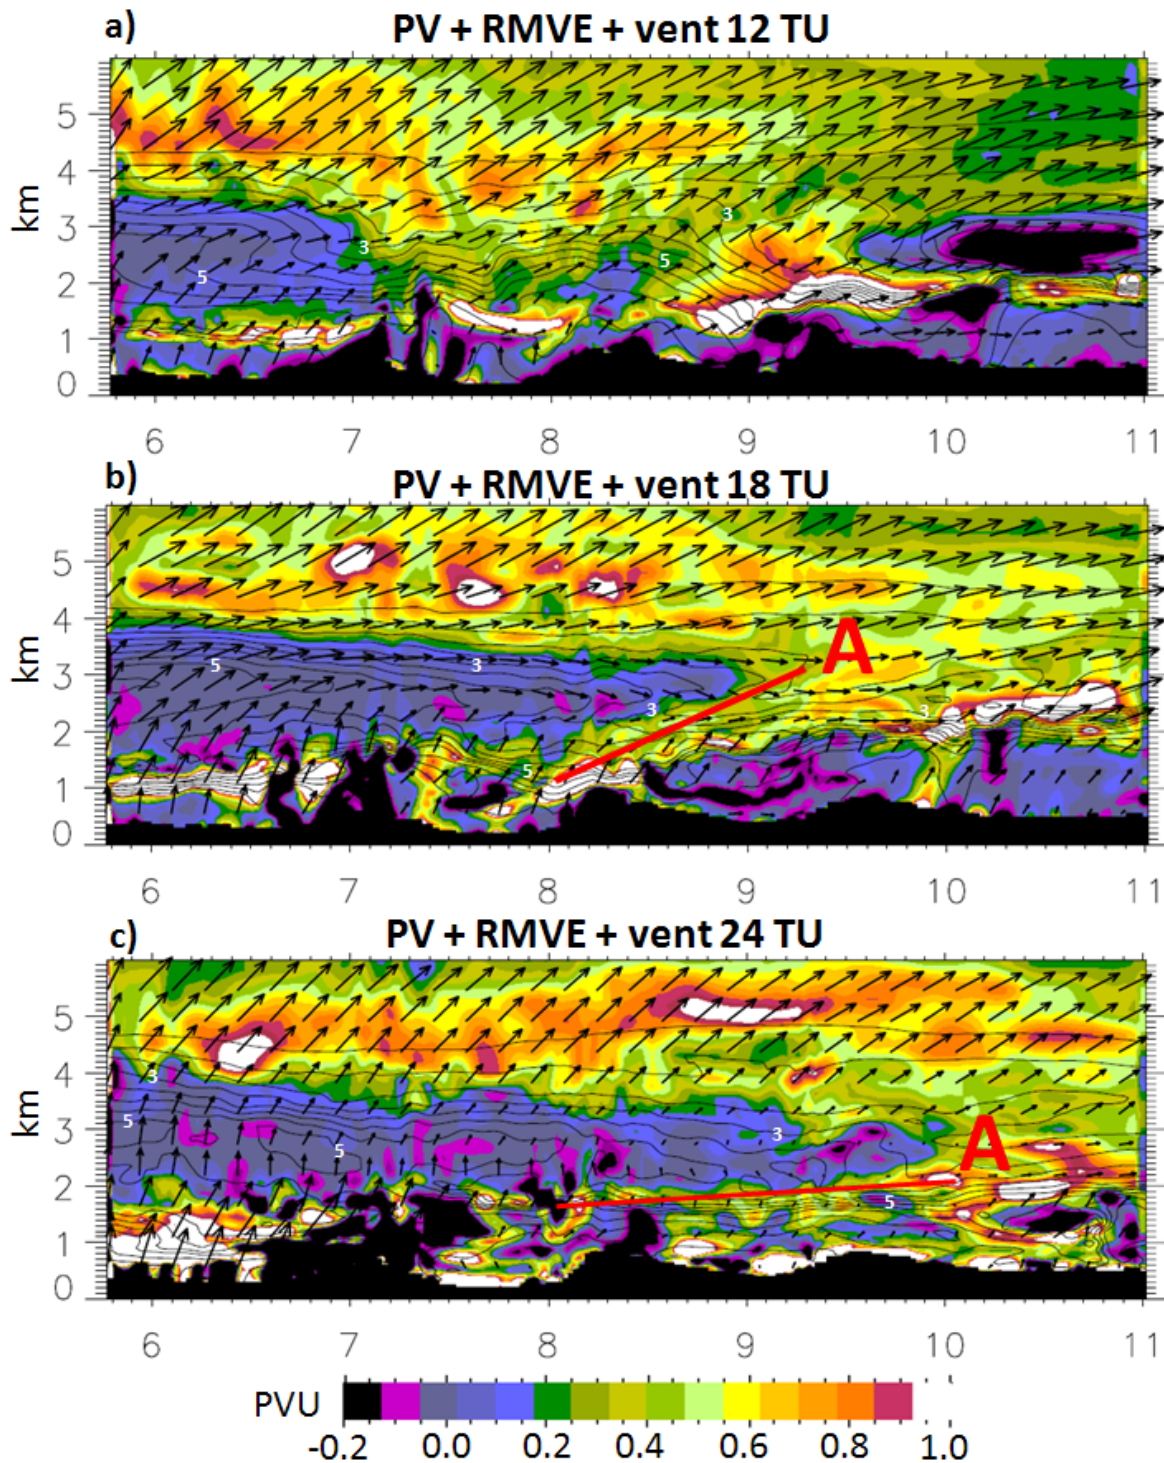 a)
PV + RMVE + vent 12 TU
5
4
3
2
1
0
km
3
3
5
5
6 7 8 9 10 11
b)
PV + RMVE + vent 18 TU
5
4
3
2
1
0
km
A
5
3
3
3
5
6 7 8 9 10 11
c)
PV + RMVE + vent 24 TU
5
4
3
2
1
0
km
3
5
5
3
A
5
6 7 8 9 10 11
PVU
-0.2 0.0 0.2 0.4 0.6 0.8 1.0